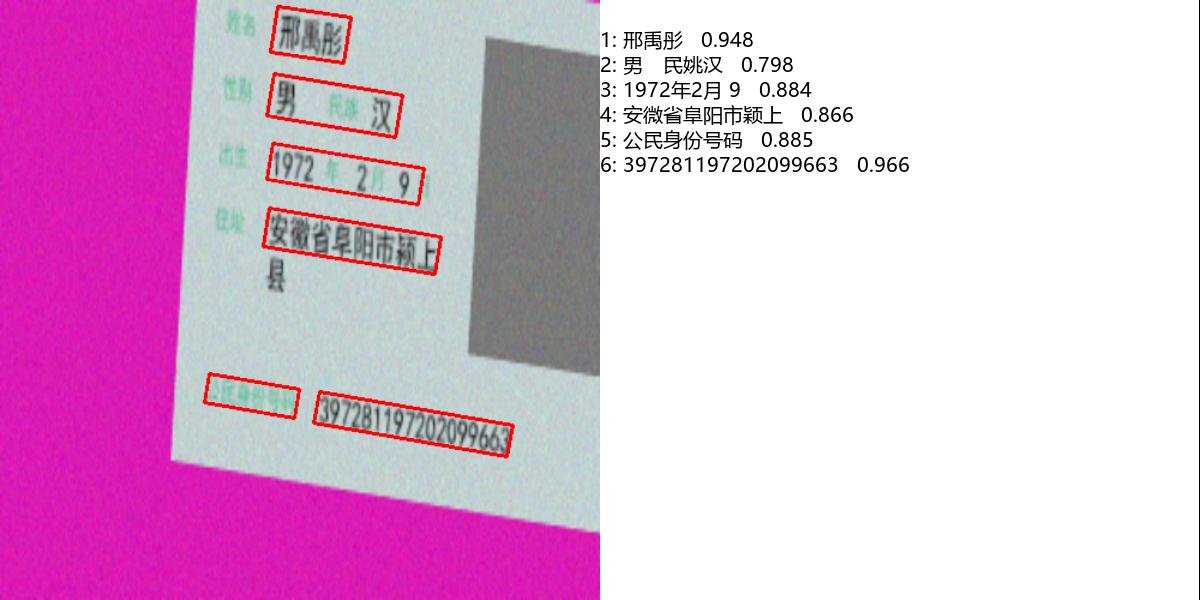 姓名 邢禹彤
性别 男 民族 汉
出生 1972 年 2 月 9 日
住址 安徽省阜阳市颍上
县
公民身份号码 397281197202099663
1: 邢禹彤 0.948
2: 男 民姚汉 0.798
3: 1972年2月 9 0.884
4: 安微省阜阳市颍上 0.866
5: 公民身份号码 0.885
6: 397281197202099663 0.966